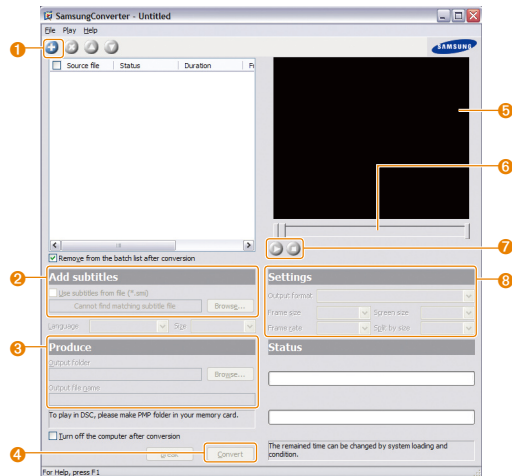 SamsungConverter - Untitled
File Play Help
1
SAMSUNG
Source file Status Duration
5
6
7
Remove from the batch list after conversion
2
Add subtitles
Use subtitles from file (*.smi)
Cannot find matching subtitle file Browse...
Language Size
8
Settings
Output format
Frame size Screen size
Frame rate Split by size
3
Produce
Output folder
Browse...
Output file name
To play in DSC, please make PMP folder in your memory card.
Turn off the computer after conversion
4
Break Convert
Status
The remained time can be changed by system loading and
condition.
For Help, press F1